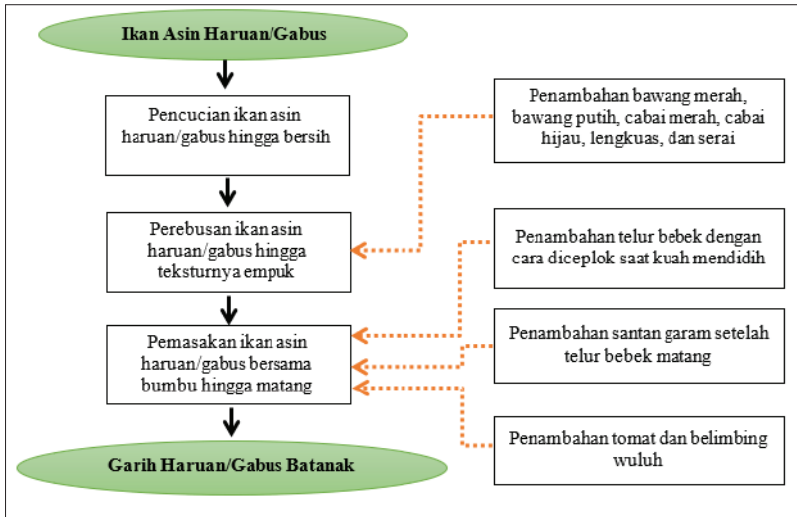 Ikan Asin Haruan/Gabus
Pencucian ikan asin
haruan/gabus hingga bersih
Perebusan ikan asin
haruan/gabus hingga
teksturnya empuk
Pemasakan ikan asin
haruan/gabus bersama
bumbu hingga matang
Garih Haruan/Gabus Batanak
Penambahan bawang merah,
bawang putih, cabai merah, cabai
hijau, lengkuas, dan serai
Penambahan telur bebek dengan
cara diceplok saat kuah mendidih
Penambahan santan garam setelah
telur bebek matang
Penambahan tomat dan belimbing
wuluh